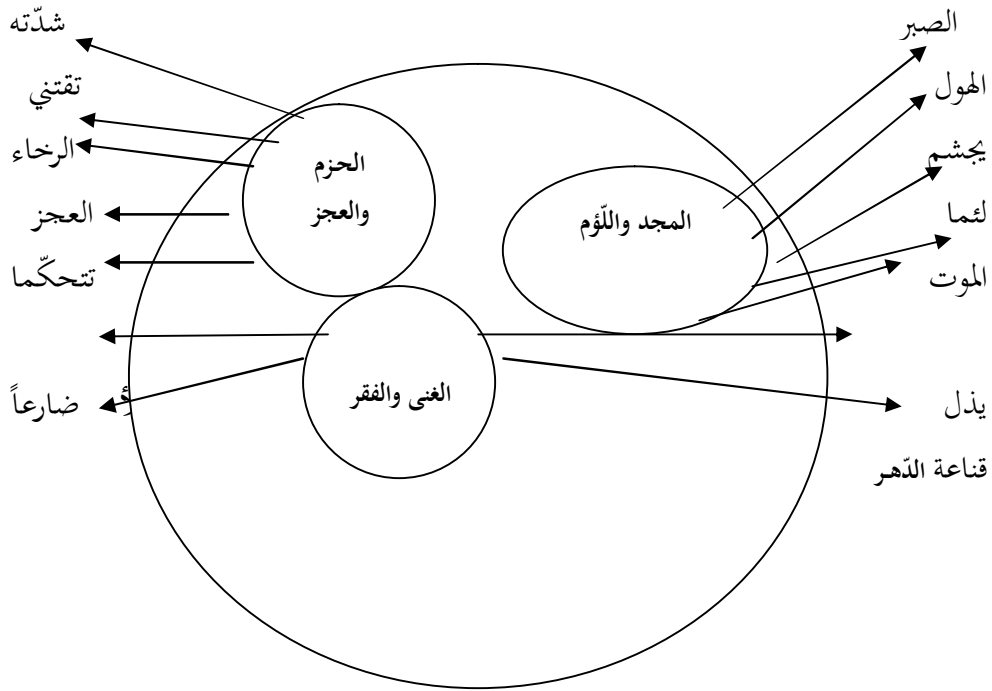 الصبر
الهول
يجشم
لئما
الموت
يذل
قناعة الدّهر
المجد واللّؤم
الحزم
والعجز
الغنى والفقر
شدّته
تقتني
الرخاء
العجز
تتحكّما
ضارعاً